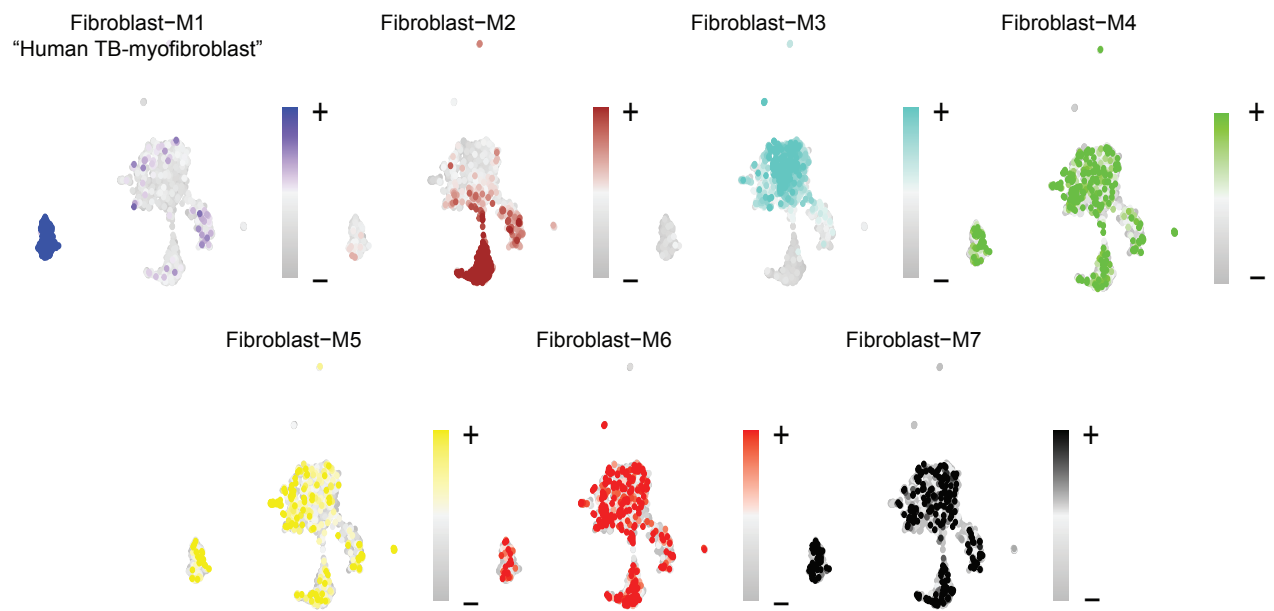 Fibroblast−M1
“Human TB-myofibroblast”
Fibroblast−M2
Fibroblast−M3
Fibroblast−M4
+
−
+
−
+
−
+
−
Fibroblast−M5
Fibroblast−M6
Fibroblast−M7
+
−
+
−
+
−